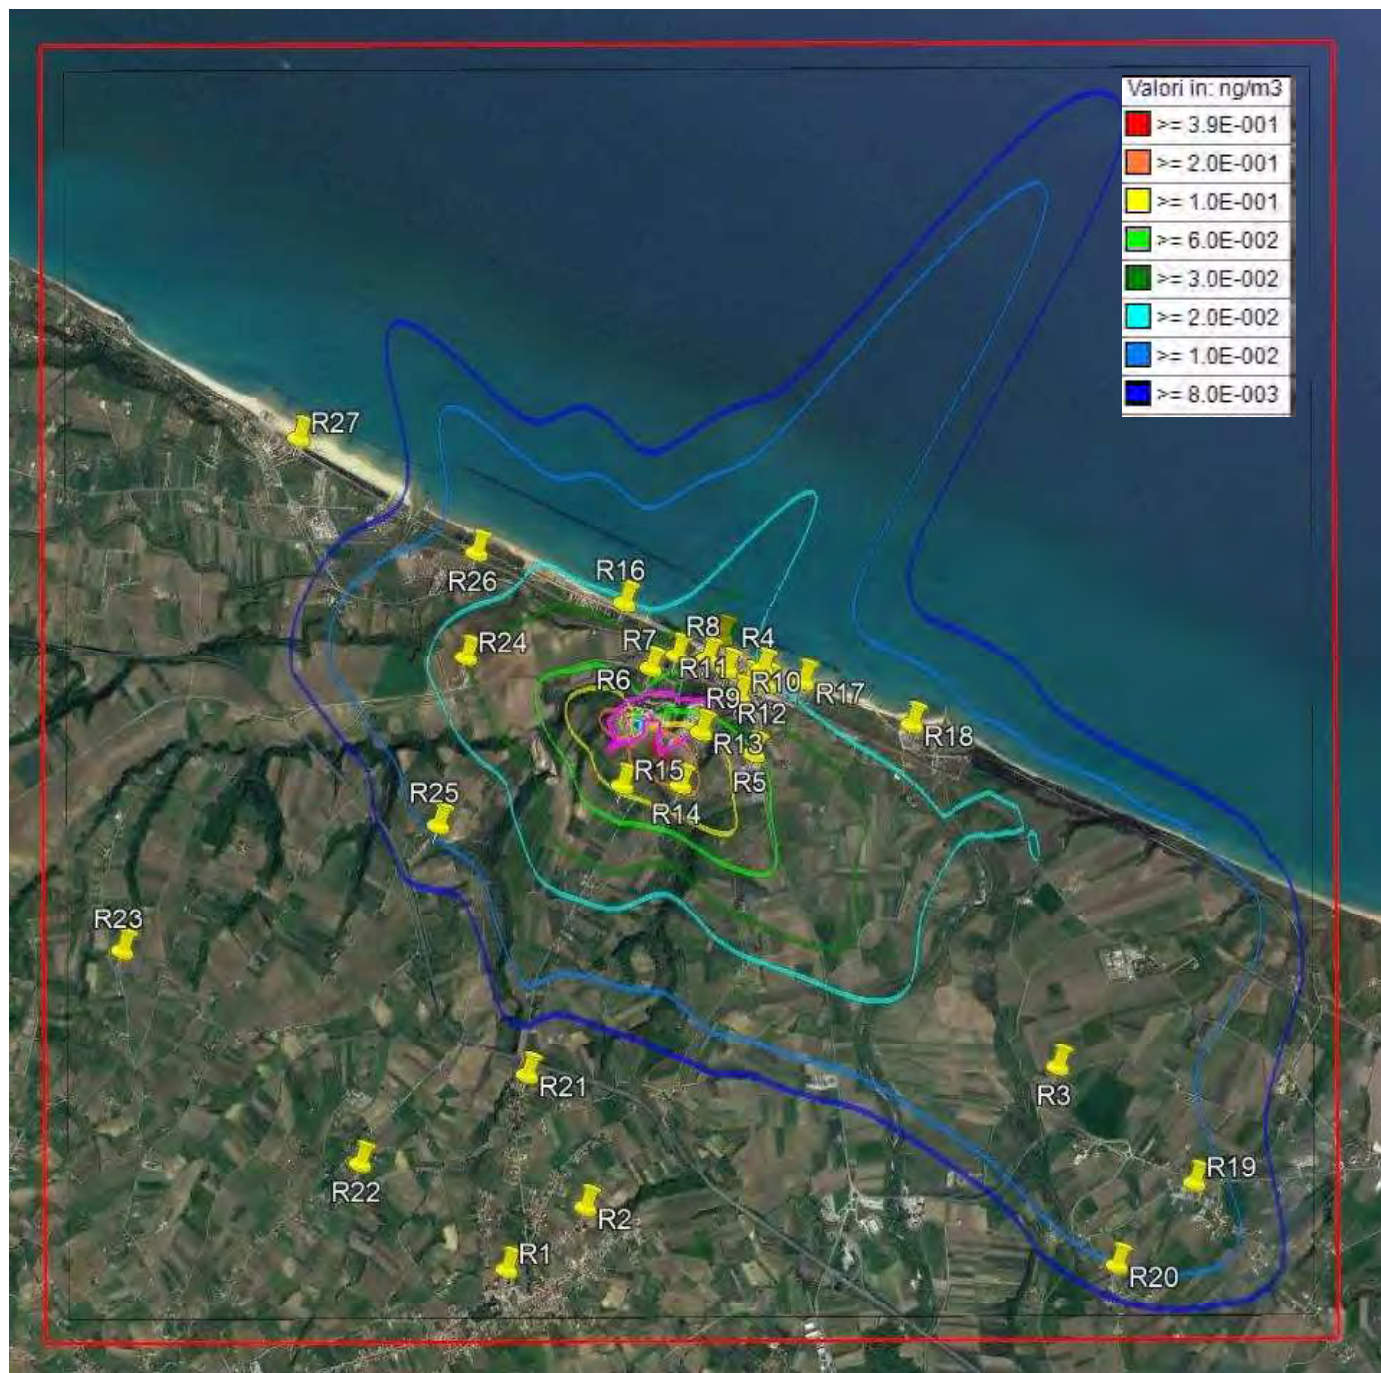 Valori in: ng/m3
>= 3.9E-001
>= 2.0E-001
>= 1.0E-001
>= 6.0E-002
>= 3.0E-002
>= 2.0E-002
>= 1.0E-002
>= 8.0E-003
R27
R26
R16
R24
R7
R8
R4
R11
R6
R10
R17
R9
R12
R18
R13
R15
R5
R14
R25
R23
R21
R3
R22
R19
R2
R1
R20